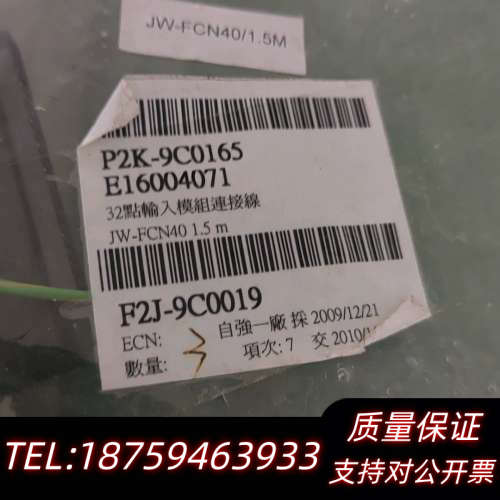 JW-FCN40/1.5M
P2K-9C0165
E16004071
32點輸入模組連接線
JW-FCN40 1.5 m
F2J-9C0019
ECN:
自強一廠 採 2009/12/21
數量: 3
項次: 7 交 2010/
质量保证
TEL:18759463933
支持对公开票